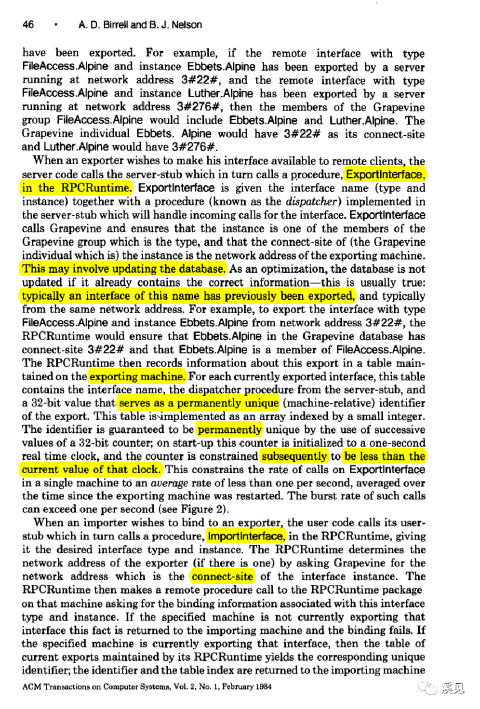 46 • A. D. Birrell and B. J. Nelson
have been exported. For example, if the remote interface with type
FileAccess.Alpine and instance Ebbets.Alpine has been exported by a server
running at network address 3#22#, and the remote interface with type
FileAccess.Alpine and instance Luther.Alpine has been exported by a server
running at network address 3#276#, then the members of the Grapevine
group FileAccess.Alpine would include Ebbets.Alpine and Luther.Alpine. The
Grapevine individual Ebbets. Alpine would have 3#22# as its connect-site
and Luther.Alpine would have 3#276#.
When an exporter wishes to make his interface available to remote clients, the
server code calls the server-stub which in turn calls a procedure, ExportInterface,
in the RPCRuntime. ExportInterface is given the interface name (type and
instance) together with a procedure (known as the dispatcher) implemented in
the server-stub which will handle incoming calls for the interface. ExportInterface
calls Grapevine and ensures that the instance is one of the members of the
Grapevine group which is the type, and that the connect-site of (the Grapevine
individual which is) the instance is the network address of the exporting machine.
This may involve updating the database. As an optimization, the database is not
updated if it already contains the correct information—this is usually true:
typically an interface of this name has previously been exported, and typically
from the same network address. For example, to export the interface with type
FileAccess.Alpine and instance Ebbets.Alpine from network address 3#22#, the
RPCRuntime would ensure that Ebbets.Alpine in the Grapevine database has
connect-site 3#22# and that Ebbets.Alpine is a member of FileAccess.Alpine.
The RPCRuntime then records information about this export in a table main-
tained on the exporting machine. For each currently exported interface, this table
contains the interface name, the dispatcher procedure from the server-stub, and
a 32-bit value that serves as a permanently unique (machine-relative) identifier
of the export. This table is implemented as an array indexed by a small integer.
The identifier is guaranteed to be permanently unique by the use of successive
values of a 32-bit counter; on start-up this counter is initialized to a one-second
real time clock, and the counter is constrained subsequently to be less than the
current value of that clock. This constrains the rate of calls on ExportInterface
in a single machine to an average rate of less than one per second, averaged over
the time since the exporting machine was restarted. The burst rate of such calls
can exceed one per second (see Figure 2).
When an importer wishes to bind to an exporter, the user code calls its user-
stub which in turn calls a procedure, ImportInterface, in the RPCRuntime, giving
it the desired interface type and instance. The RPCRuntime determines the
network address of the exporter (if there is one) by asking Grapevine for the
network address which is the connect-site of the interface instance. The
RPCRuntime then makes a remote procedure call to the RPCRuntime package
on that machine asking for the binding information associated with this interface
type and instance. If the specified machine is not currently exporting that
interface this fact is returned to the importing machine and the binding fails. If
the specified machine is currently exporting that interface, then the table of
current exports maintained by its RPCRuntime yields the corresponding unique
identifier; the identifier and the table index are returned to the importing machine
ACM Transactions on Computer Systems, Vol. 2, No. 1, February 1984
溪见